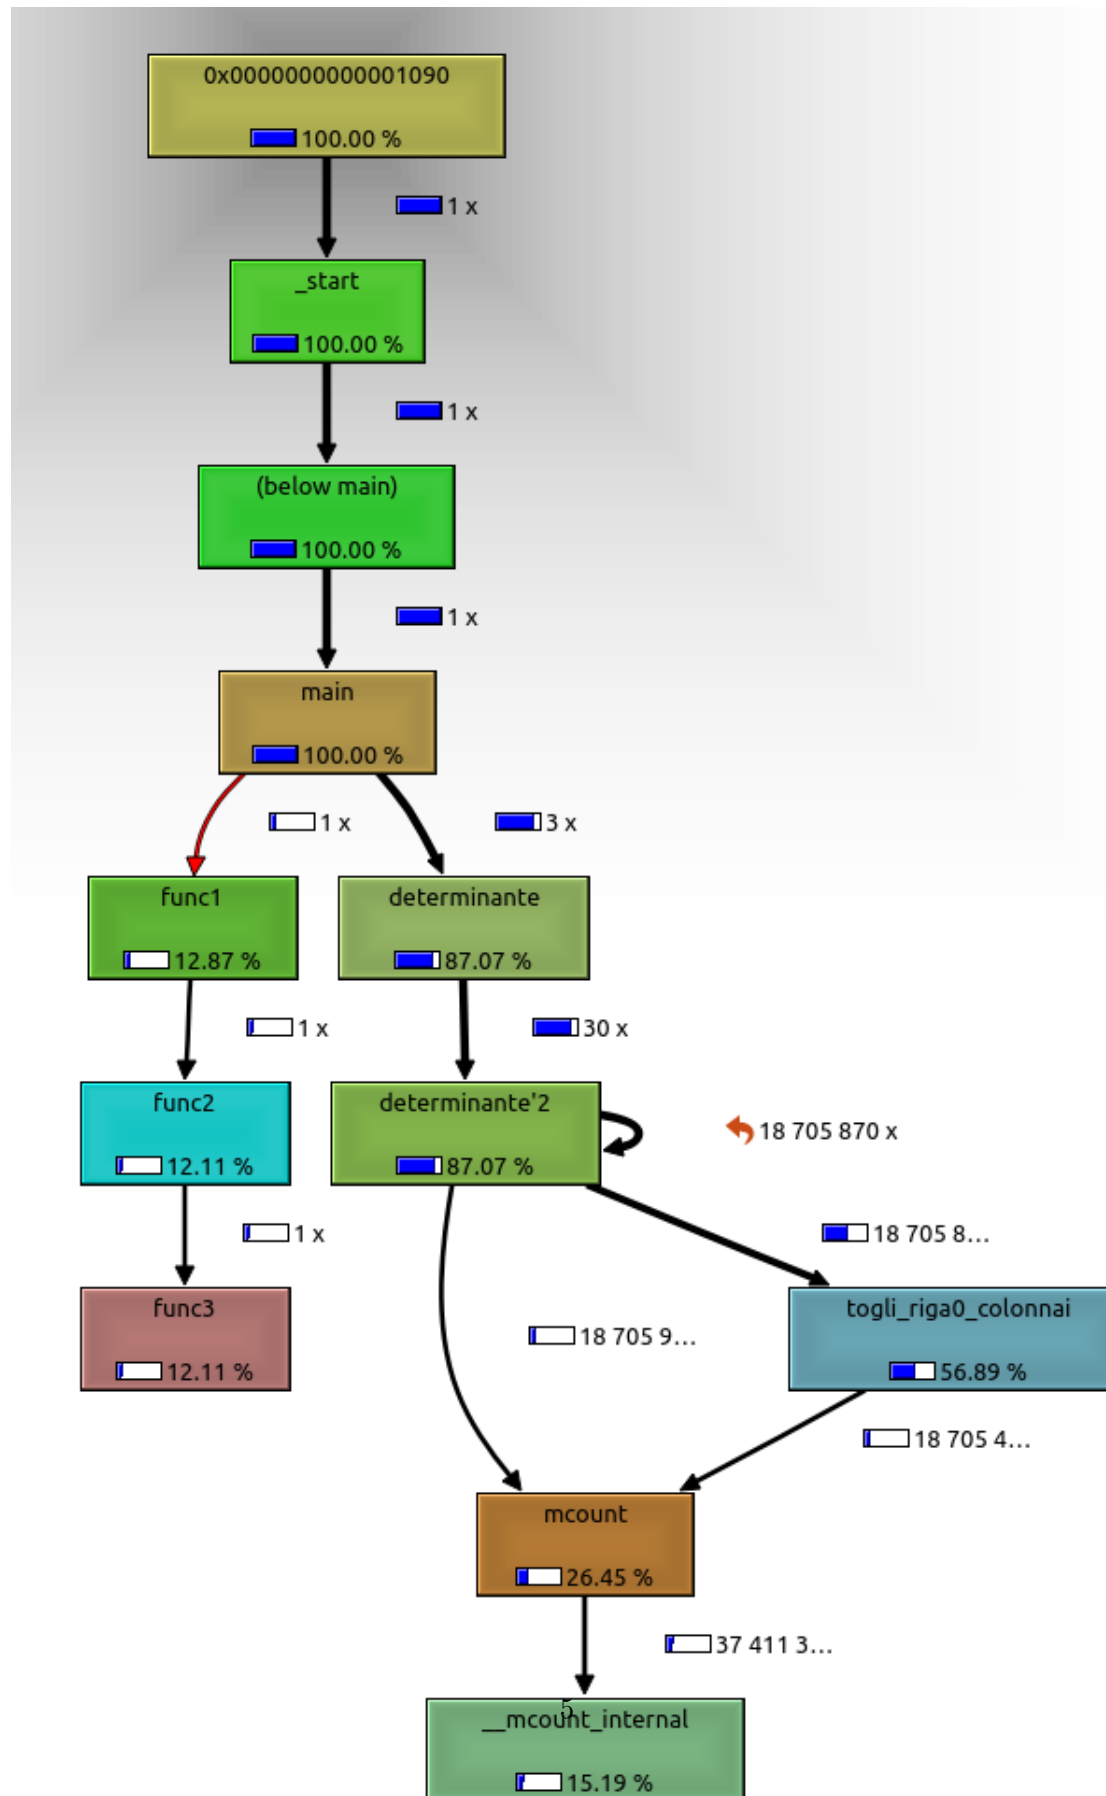 0x0000000000001090
100.00 %
1 x
_start
100.00 %
1 x
(below main)
100.00 %
1 x
main
100.00 %
1 x
3 x
func1
12.87 %
determinante
87.07 %
1 x
30 x
func2
12.11 %
determinante'2
87.07 %
18 705 870 x
1 x
18 705 8...
func3
12.11 %
18 705 9...
togli_riga0_colonnai
56.89 %
18 705 4...
mcount
26.45 %
37 411 3...
5
__mcount_internal
15.19 %